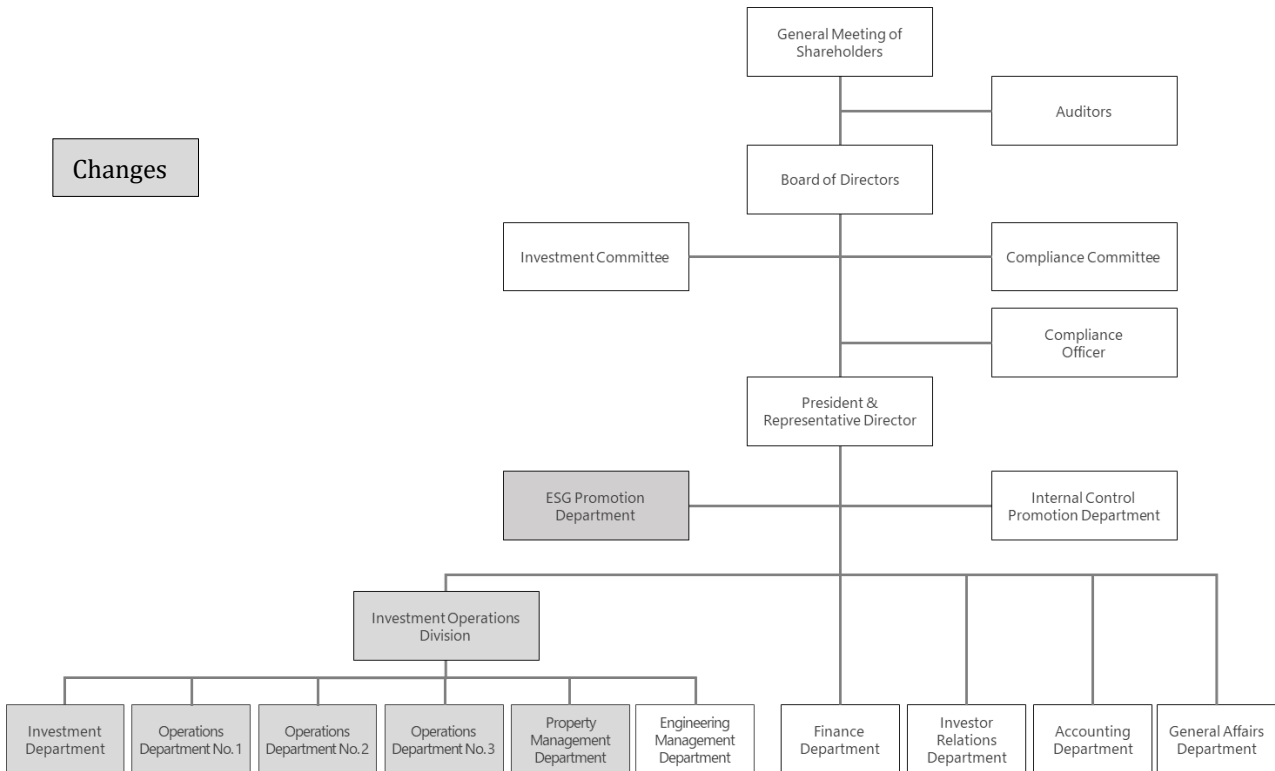 General Meeting of
Shareholders
Auditors
Changes
Board of Directors
Investment Committee
Compliance Committee
Compliance
Officer
President &
Representative Director
ESG Promotion
Department
Internal Control
Promotion Department
Investment Operations
Division
Investment
Department
Operations
Department No.1
Operations
Department No.2
Operations
Department No.3
Property
Management
Department
Engineering
Management
Department
Finance
Department
Investor
Relations
Department
Accounting
Department
General Affairs
Department